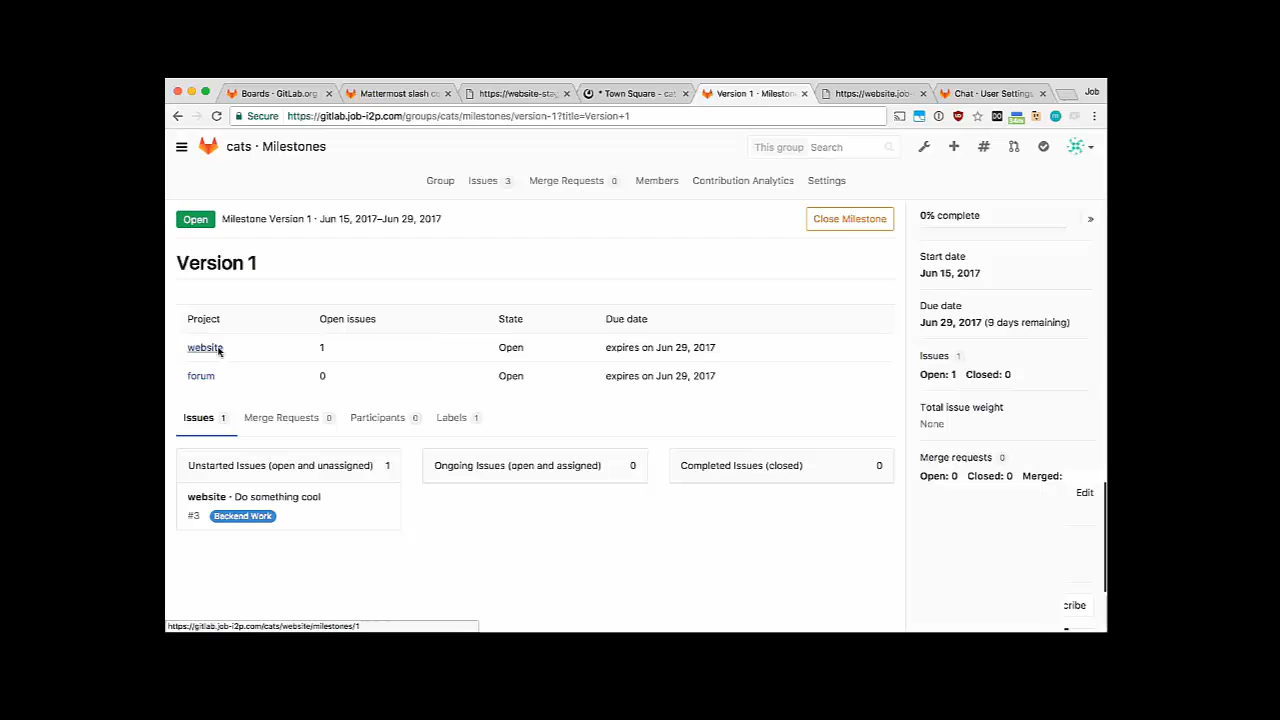 Boards · GitLab.org
Mattermost slash co
https://website-sta
* Town Square - cat
Version 1 · Mileston
https://website.job-
Chat · User Settings
Job
Secure
https://gitlab.job-i2p.com/groups/cats/milestones/version-1?title=Version+1
cats · Milestones
This group
Search
Group
Issues 3
Merge Requests 0
Members
Contribution Analytics
Settings
Open
Milestone Version 1 · Jun 15, 2017–Jun 29, 2017
Close Milestone
Version 1
Project
Open issues
State
Due date
website
1
Open
expires on Jun 29, 2017
forum
0
Open
expires on Jun 29, 2017
Issues 1
Merge Requests 0
Participants 0
Labels 1
Unstarted Issues (open and unassigned) 1
website · Do something cool
#3 Backend Work
Ongoing Issues (open and assigned) 0
Completed Issues (closed) 0
0% complete
»
Start date
Jun 15, 2017
Due date
Jun 29, 2017 (9 days remaining)
Issues 1
Open: 1 Closed: 0
Total issue weight
None
Merge requests 0
Open: 0 Closed: 0 Merged:
Edit
cribe
https://gitlab.job-i2p.com/cats/website/milestones/1